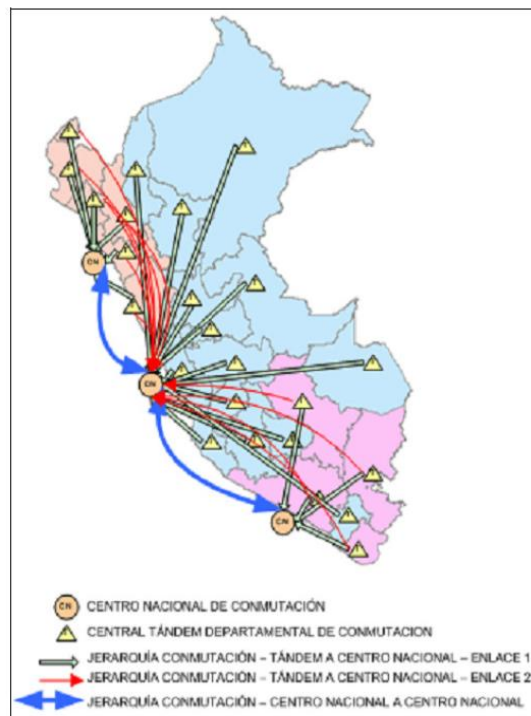 CN
CN
CN
CN CENTRO NACIONAL DE CONMUTACIÓN
CENTRAL TÁNDEM DEPARTAMENTAL DE CONMUTACION
JERARQUÍA CONMUTACIÓN – TÁNDEM A CENTRO NACIONAL – ENLACE 1
JERARQUÍA CONMUTACIÓN – TÁNDEM A CENTRO NACIONAL – ENLACE 2
JERARQUÍA CONMUTACIÓN – CENTRO NACIONAL A CENTRO NACIONAL